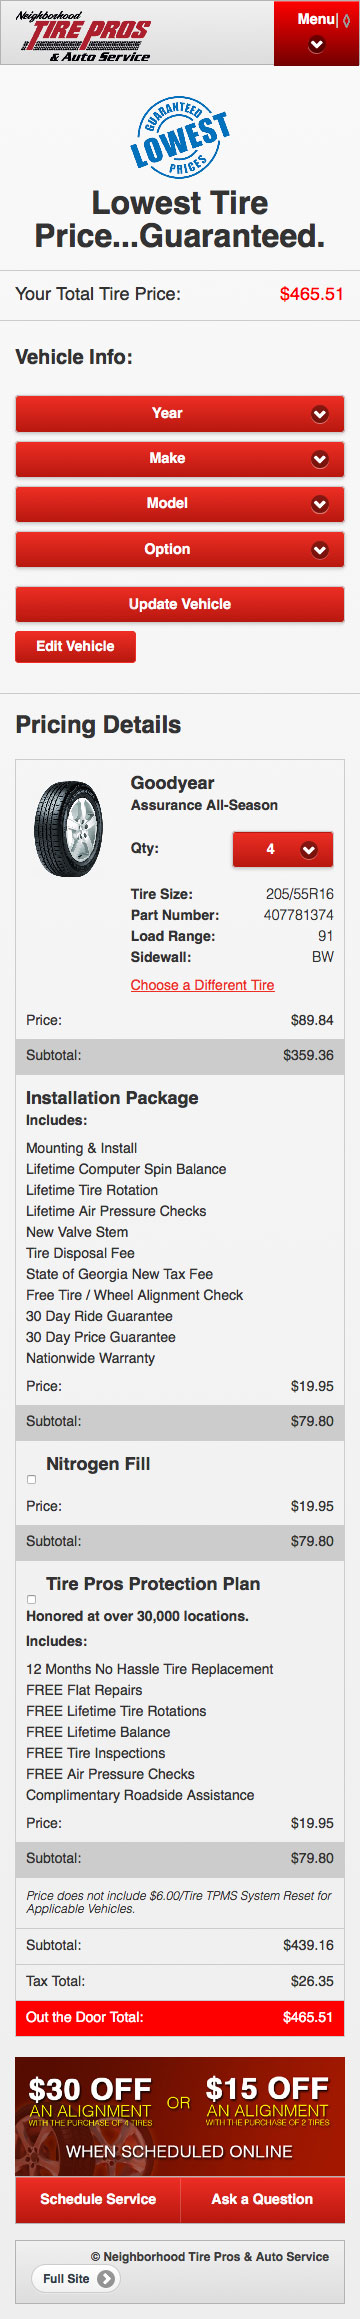 Neighborhood
TIRE PROS
& Auto Service
Menu
GUARANTEED
LOWEST
PRICES
Lowest Tire
Price...Guaranteed.
Your Total Tire Price: $465.51
Vehicle Info:
Year
Make
Model
Option
Update Vehicle
Edit Vehicle
Pricing Details
Goodyear
Assurance All-Season
Qty: 4
Tire Size: 205/55R16
Part Number: 407781374
Load Range: 91
Sidewall: BW
Choose a Different Tire
Price: $89.84
Subtotal: $359.36
Installation Package
Includes:
Mounting & Install
Lifetime Computer Spin Balance
Lifetime Tire Rotation
Lifetime Air Pressure Checks
New Valve Stem
Tire Disposal Fee
State of Georgia New Tax Fee
Free Tire / Wheel Alignment Check
30 Day Ride Guarantee
30 Day Price Guarantee
Nationwide Warranty
Price: $19.95
Subtotal: $79.80
Nitrogen Fill
Price: $19.95
Subtotal: $79.80
Tire Pros Protection Plan
Honored at over 30,000 locations.
Includes:
12 Months No Hassle Tire Replacement
FREE Flat Repairs
FREE Lifetime Tire Rotations
FREE Lifetime Balance
FREE Tire Inspections
FREE Air Pressure Checks
Complimentary Roadside Assistance
Price: $19.95
Subtotal: $79.80
Price does not include $6.00/Tire TPMS System Reset for
Applicable Vehicles.
Subtotal: $439.16
Tax Total: $26.35
Out the Door Total: $465.51
$30 OFF
AN ALIGNMENT
WITH THE PURCHASE OF 4 TIRES
OR
$15 OFF
AN ALIGNMENT
WITH THE PURCHASE OF 2 TIRES
WHEN SCHEDULED ONLINE
Schedule Service
Ask a Question
© Neighborhood Tire Pros & Auto Service
Full Site